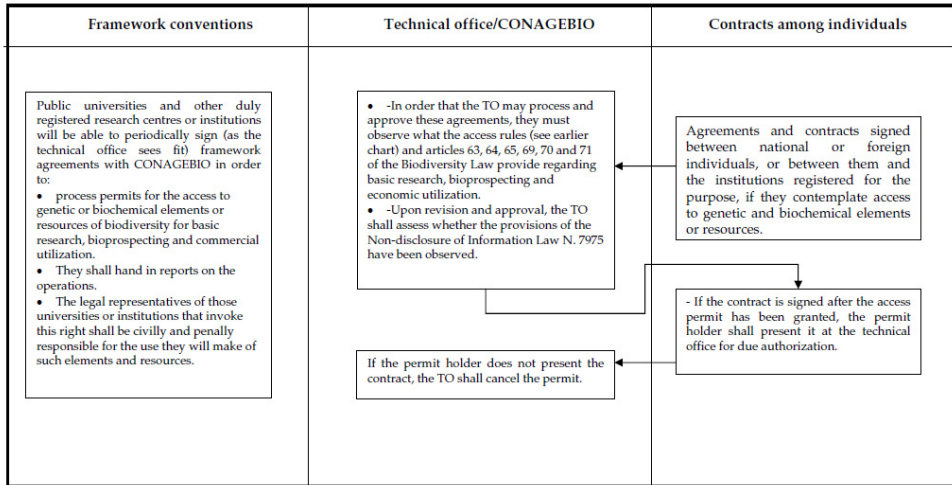 Framework conventions
Technical office/CONAGEBIO
Contracts among individuals
Public universities and other duly
registered research centres or institutions
will be able to periodically sign (as the
technical office sees fit) framework
agreements with CONAGEBIO in order
to:
• process permits for the access to
genetic or biochemical elements or
resources of biodiversity for basic
research, bioprospecting and commercial
utilization.
• They shall hand in reports on the
operations.
• The legal representatives of those
universities or institutions that invoke
this right shall be civilly and penally
responsible for the use they will make of
such elements and resources.
• -In order that the TO may process and
approve these agreements, they must
observe what the access rules (see earlier
chart) and articles 63, 64, 65, 69, 70 and 71
of the Biodiversity Law provide regarding
basic research, bioprospecting and
economic utilization.
• -Upon revision and approval, the TO
shall assess whether the provisions of the
Non-disclosure of Information Law N. 7975
have been observed.
Agreements and contracts signed
between national or foreign
individuals, or between them and
the institutions registered for the
purpose, if they contemplate access
to genetic and biochemical elements
or resources.
- If the contract is signed after the access
permit has been granted, the permit
holder shall present it at the technical
office for due authorization.
If the permit holder does not present the
contract, the TO shall cancel the permit.